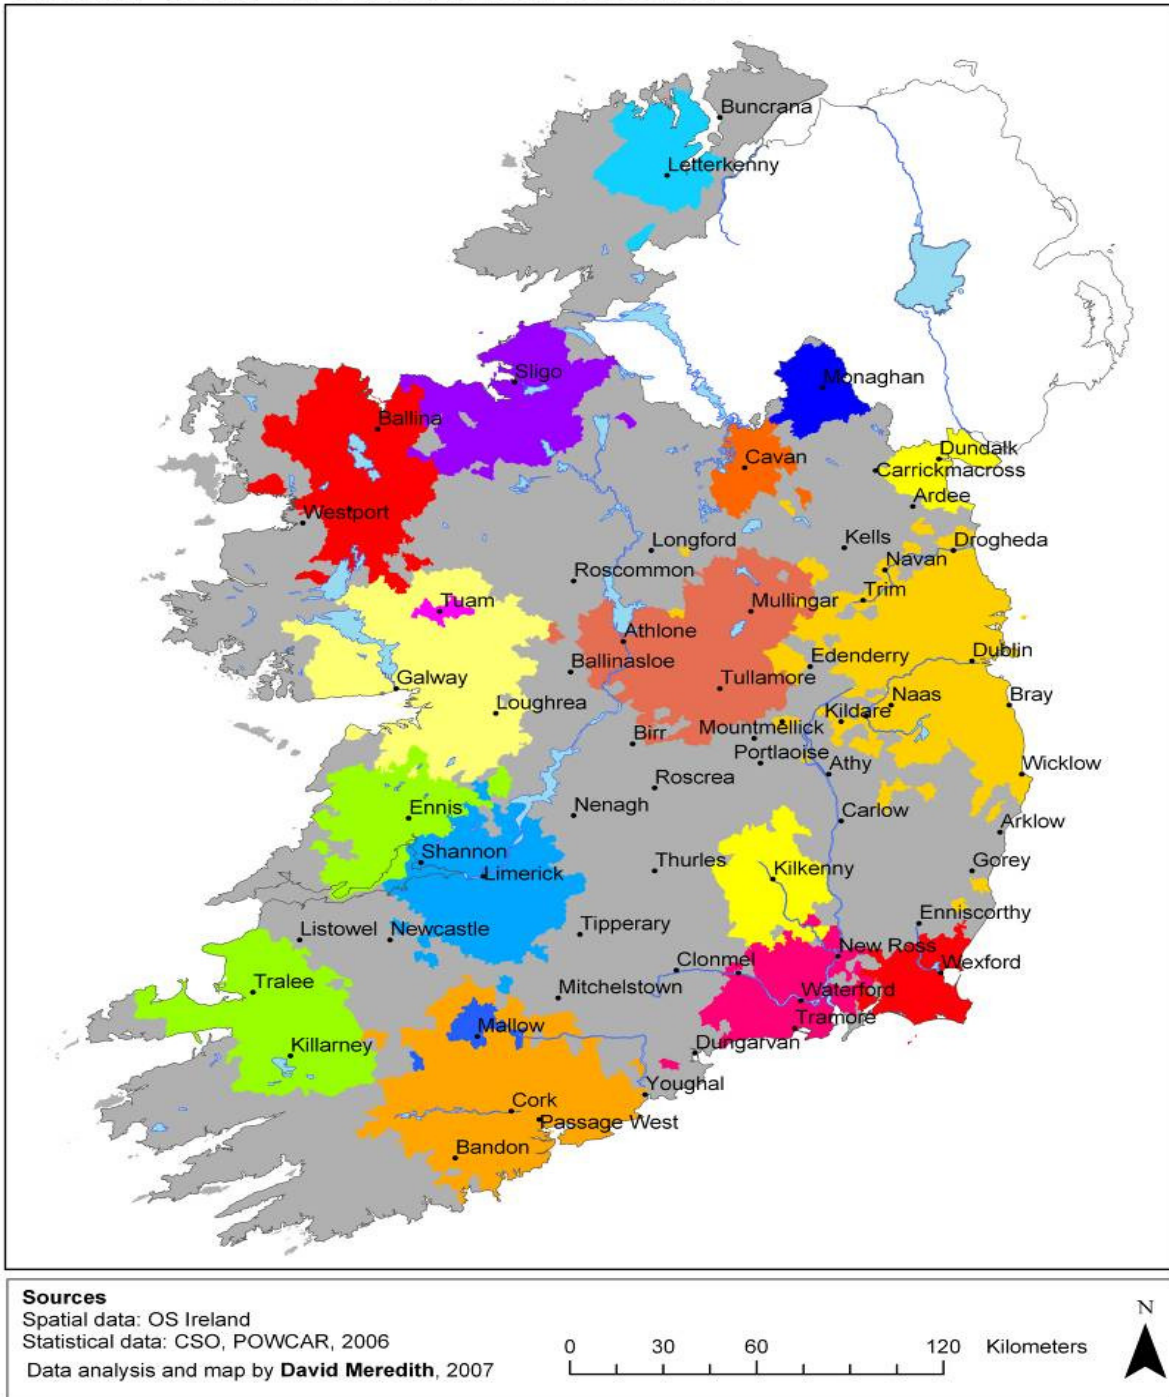 Buncrana
Letterkenny
Sligo
Monaghan
Ballina
Dundalk
Cavan
Carrickmacross
Ardee
Westport
Longford
Kells
Drogheda
Navan
Roscommon
Tuam
Mullingar
Trim
Athlone
Dublin
Ballinasloe
Edenderry
Galway
Tullamore
Naas
Bray
Loughrea
Kildare
Birr
Mountmellick
Portlaoise
Roscrea
Athy
Wicklow
Ennis
Nenagh
Carlow
Arklow
Shannon
Thurles
Gorey
Limerick
Kilkenny
Listowel
Newcastle
Tipperary
Enniscorthy
Clonmel
New Ross
Wexford
Tralee
Mitchelstown
Waterford
Mallow
Tramore
Killarney
Dungarvan
Youghal
Cork
Passage West
Bandon
Sources
Spatial data: OS Ireland
Statistical data: CSO, POWCAR, 2006
Data analysis and map by David Meredith, 2007
0 30 60 120 Kilometers
N